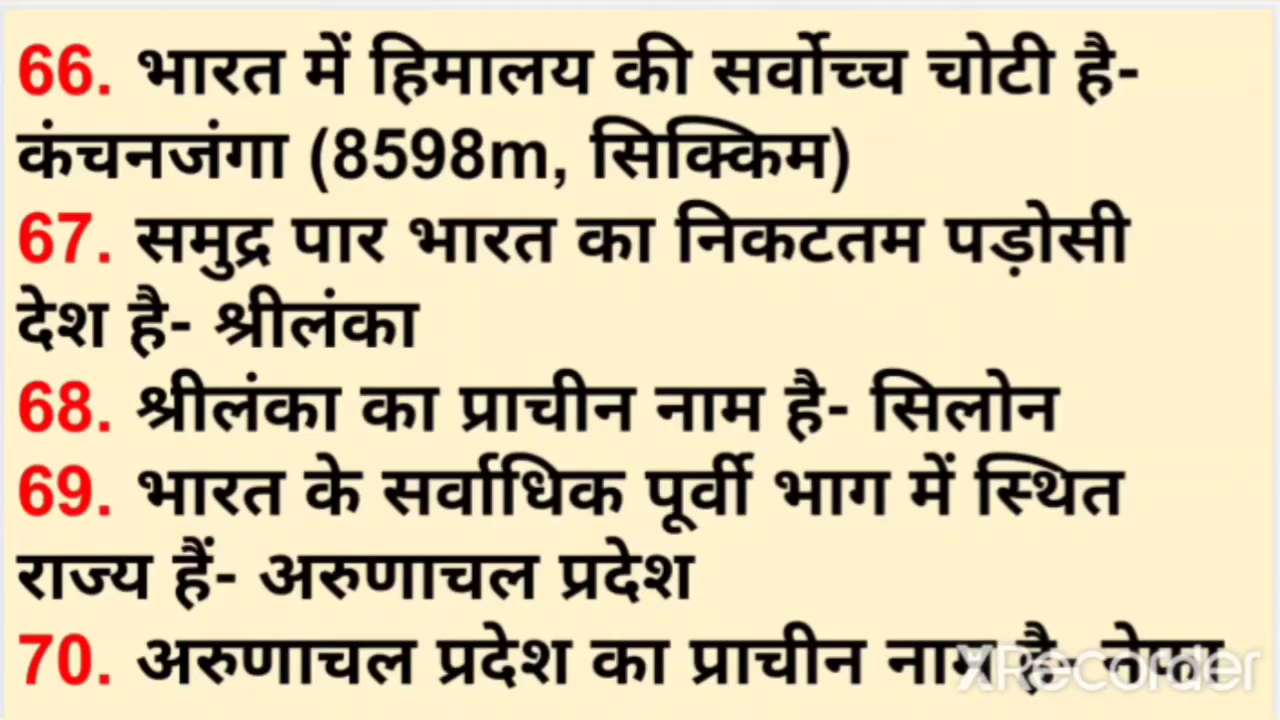 66. भारत में हिमालय की सर्वोच्च चोटी है-
कंचनजंगा (8598m, सिक्किम)
67. समुद्र पार भारत का निकटतम पड़ोसी
देश है- श्रीलंका
68. श्रीलंका का प्राचीन नाम है- सिलोन
69. भारत के सर्वाधिक पूर्वी भाग में स्थित
राज्य हैं- अरुणाचल प्रदेश
70. अरुणाचल प्रदेश का प्राचीन नाम है-
XRecorder